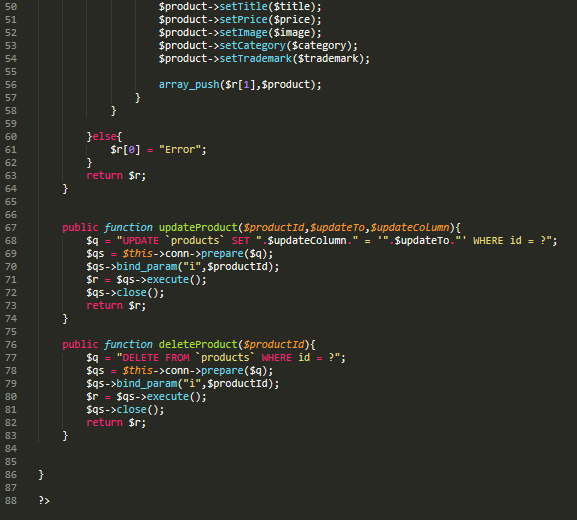 50 $product->setTitle($title);
51 $product->setPrice($price);
52 $product->setImage($image);
53 $product->setCategory($category);
54 $product->setTrademark($trademark);
55
56 array_push($r[1],$product);
57 }
58 }
59
60 }else{
61 $r[0] = "Error";
62 }
63 return $r;
64 }
65
66
67 public function updateProduct($productId,$updateTo,$updateColumn){
68 $q = "UPDATE `products` SET ".$updateColumn." = '".$updateTo."' WHERE id = ?";
69 $qs = $this->conn->prepare($q);
70 $qs->bind_param("i",$productId);
71 $r = $qs->execute();
72 $qs->close();
73 return $r;
74 }
75
76 public function deleteProduct($productId){
77 $q = "DELETE FROM `products` WHERE id = ?";
78 $qs = $this->conn->prepare($q);
79 $qs->bind_param("i",$productId);
80 $r = $qs->execute();
81 $qs->close();
82 return $r;
83 }
84
85
86 }
87
88 ?>